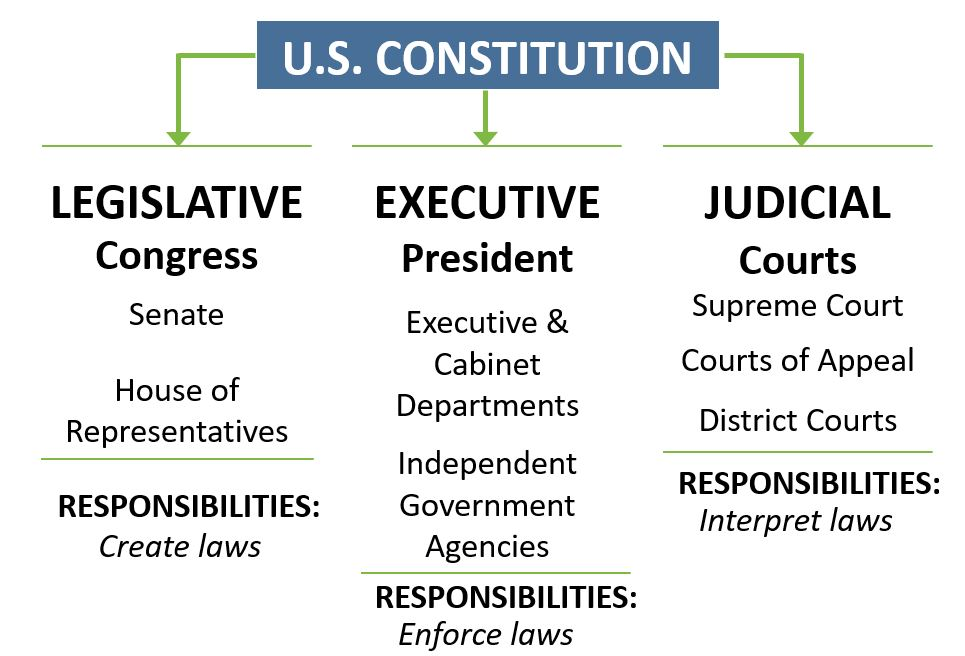 U.S. CONSTITUTION
LEGISLATIVE
Congress
Senate
House of
Representatives
RESPONSIBILITIES:
Create laws
EXECUTIVE
President
Executive &
Cabinet
Departments
Independent
Government
Agencies
RESPONSIBILITIES:
Enforce laws
JUDICIAL
Courts
Supreme Court
Courts of Appeal
District Courts
RESPONSIBILITIES:
Interpret laws